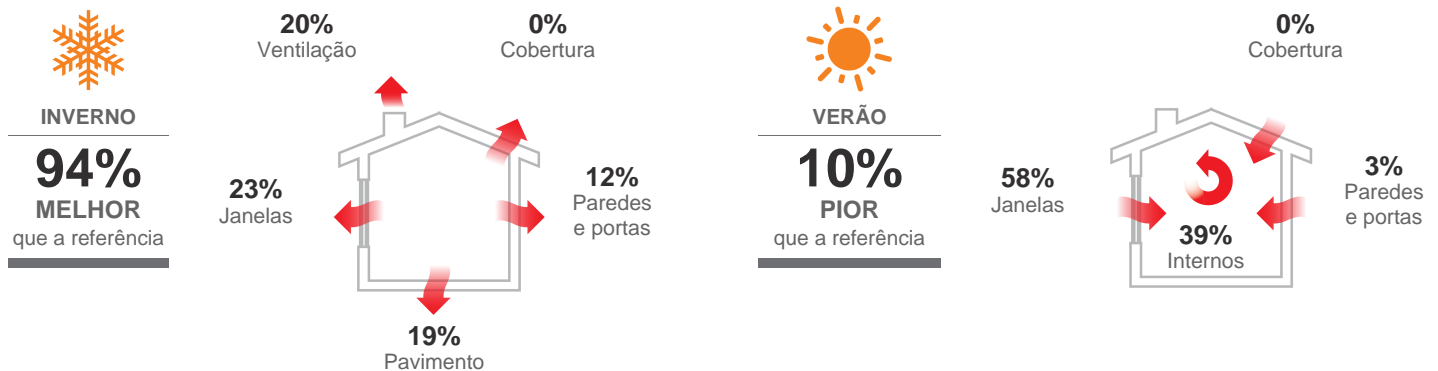 INVERNO
94%
MELHOR
que a referência
20%
Ventilação
0%
Cobertura
23%
Janelas
12%
Paredes
e portas
19%
Pavimento
VERÃO
10%
PIOR
que a referência
0%
Cobertura
58%
Janelas
39%
Internos
3%
Paredes
e portas